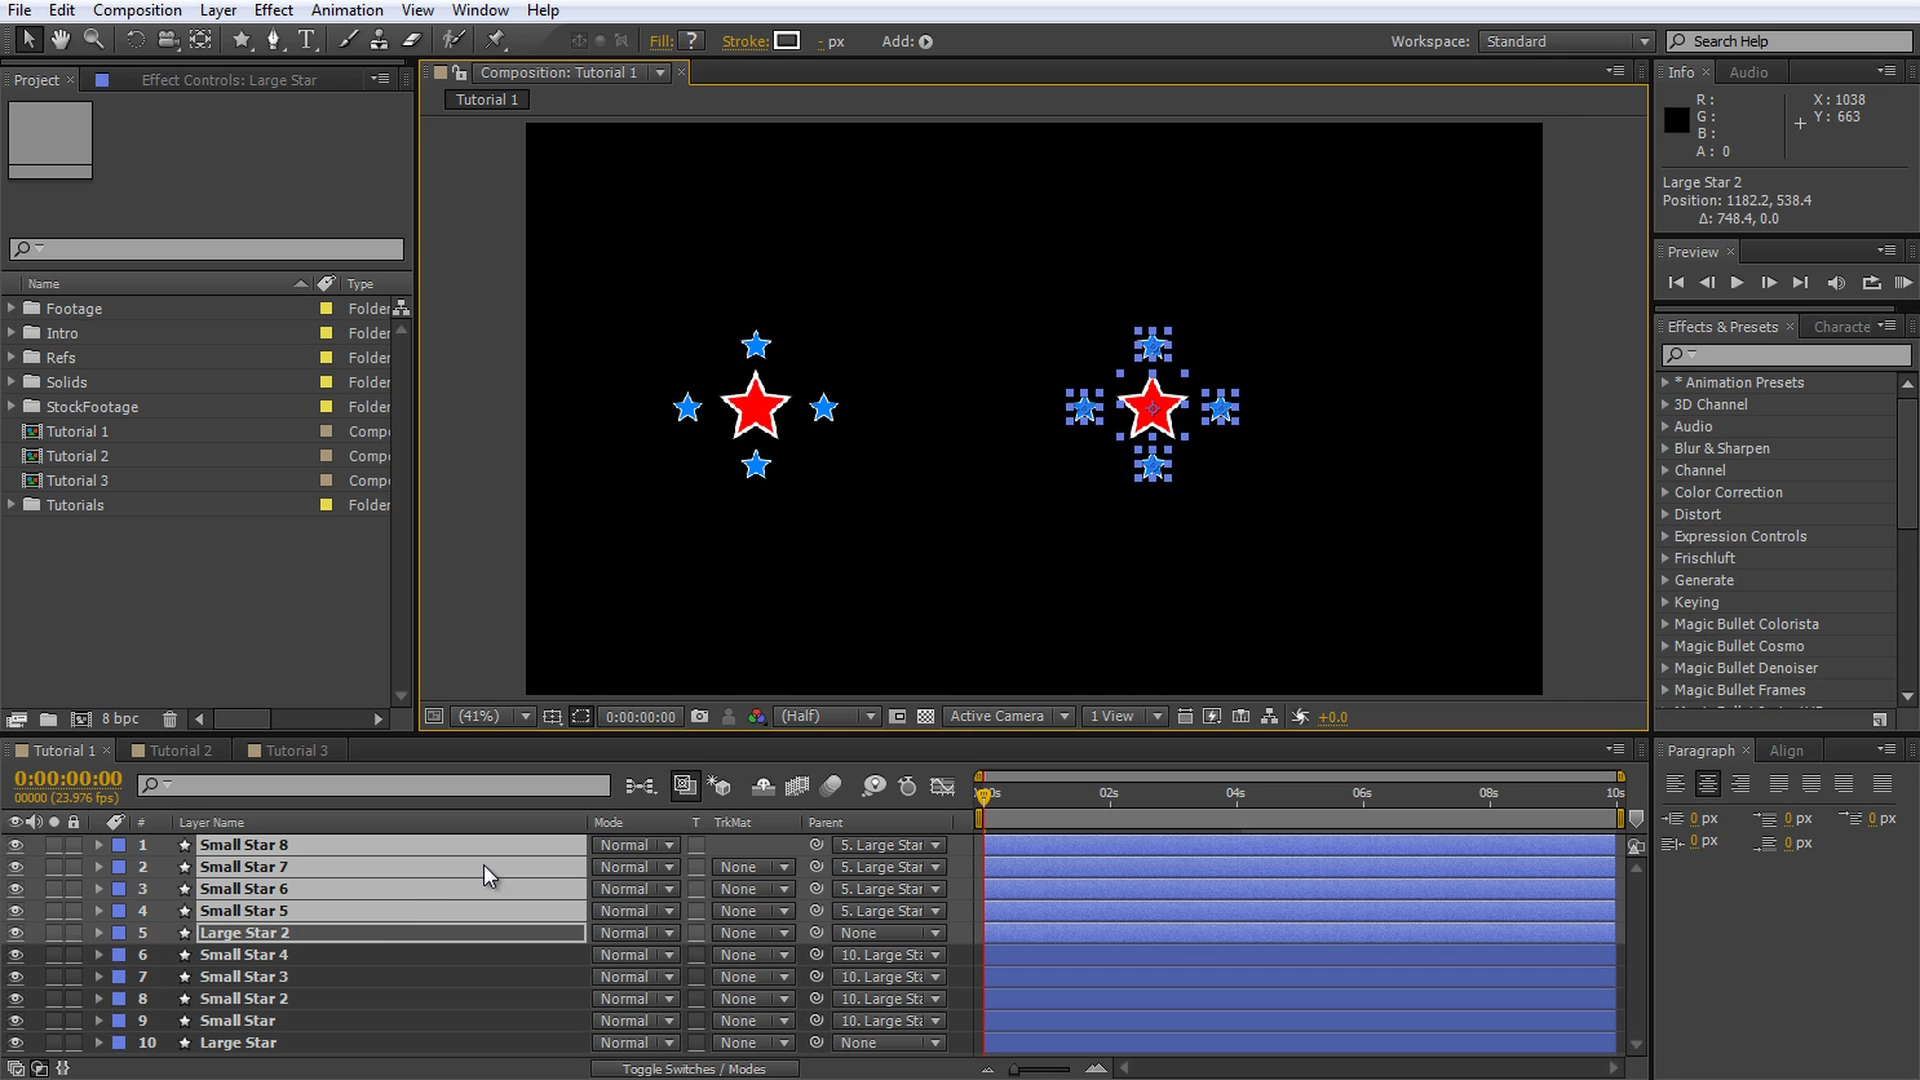 File Edit Composition Layer Effect Animation View Window Help
Fill: ? Stroke: - px Add:
Workspace: Standard
Search Help
Project × Effect Controls: Large Star
Composition: Tutorial 1 ×
Tutorial 1
Info × Audio
R :
G :
B :
A : 0
X : 1038
Y : 663
Large Star 2
Position: 1182.2, 538.4
Δ: 748.4, 0.0
Preview ×
Name Type
Footage Folder
Intro Folder
Refs Folder
Solids Folder
StockFootage Folder
Tutorial 1 Compo
Tutorial 2 Compo
Tutorial 3 Compo
Tutorials Folder
8 bpc
Effects & Presets × Characte
* Animation Presets
3D Channel
Audio
Blur & Sharpen
Channel
Color Correction
Distort
Expression Controls
Frischluft
Generate
Keying
Magic Bullet Colorista
Magic Bullet Cosmo
Magic Bullet Denoiser
Magic Bullet Frames
(41%) 0:00:00:00 (Half) Active Camera 1 View +0.0
Tutorial 1 × Tutorial 2 Tutorial 3
0:00:00:00
00000 (23.976 fps)
02s 04s 06s 08s 10s
# Layer Name Mode T TrkMat Parent
1 Small Star 8 Normal 5. Large Star
2 Small Star 7 Normal None 5. Large Star
3 Small Star 6 Normal None 5. Large Star
4 Small Star 5 Normal None 5. Large Star
5 Large Star 2 Normal None None
6 Small Star 4 Normal None 10. Large Sta
7 Small Star 3 Normal None 10. Large Sta
8 Small Star 2 Normal None 10. Large Sta
9 Small Star Normal None 10. Large Sta
10 Large Star Normal None None
Toggle Switches / Modes
Paragraph × Align
0 px 0 px 0 px
0 px 0 px